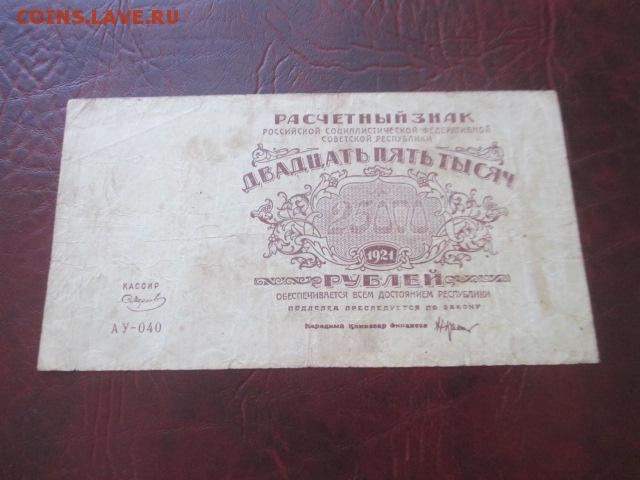 COINS.LAVE.RU
РАСЧЕТНЫЙ ЗНАК
РОССИЙСКОЙ СОЦИАЛИСТИЧЕСКОЙ ФЕДЕРАТИВНОЙ
СОВЕТСКОЙ РЕСПУБЛИКИ
ДВАДЦАТЬ ПЯТЬ ТЫСЯЧ
25000
1921
РУБЛЕЙ
ОБЕСПЕЧИВАЕТСЯ ВСЕМ ДОСТОЯНИЕМ РЕСПУБЛИКИ
ПОДДЕЛКА ПРЕСЛЕДУЕТСЯ ПО ЗАКОНУ
Народный Комиссар Финансов
КАССИР
АУ-040